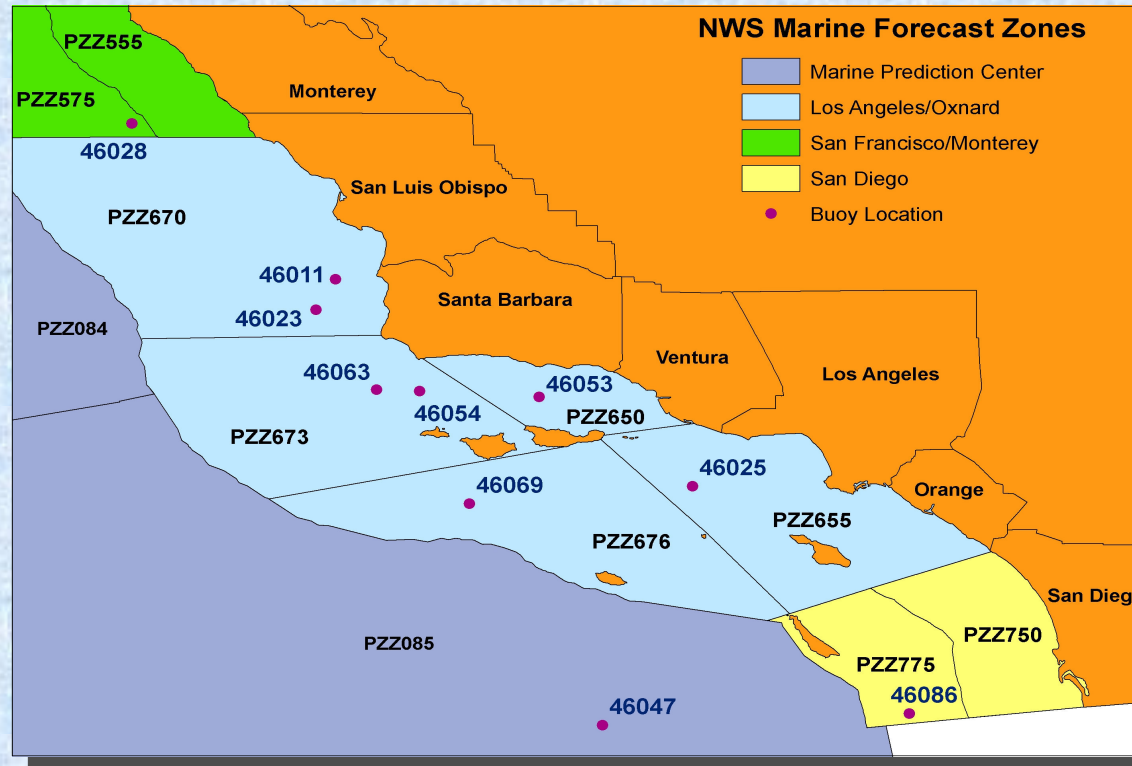 NWS Marine Forecast Zones
Marine Prediction Center
Los Angeles/Oxnard
San Francisco/Monterey
San Diego
Buoy Location
PZZ555
PZZ575
Monterey
46028
San Luis Obispo
PZZ670
46011
Santa Barbara
46023
PZZ084
Ventura
46063
46053
Los Angeles
46054
PZZ650
PZZ673
46025
46069
Orange
PZZ655
PZZ676
San Dieg
PZZ085
PZZ750
PZZ775
46086
46047